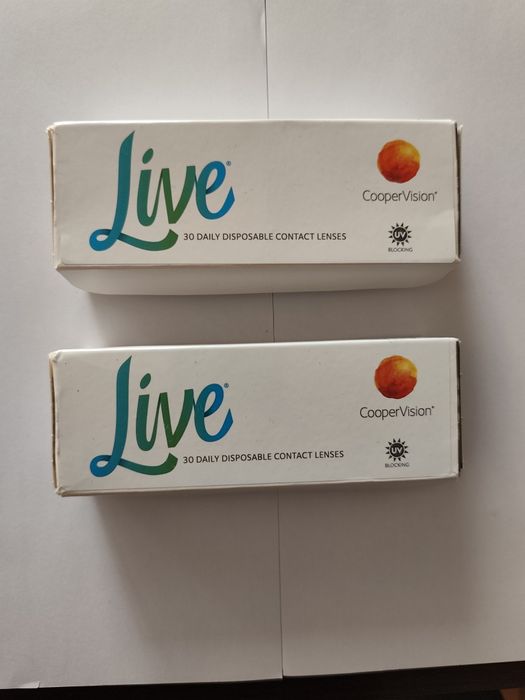 Live®
CooperVision®
30 DAILY DISPOSABLE CONTACT LENSES
UV
BLOCKING
Live®
CooperVision®
30 DAILY DISPOSABLE CONTACT LENSES
UV
BLOCKING